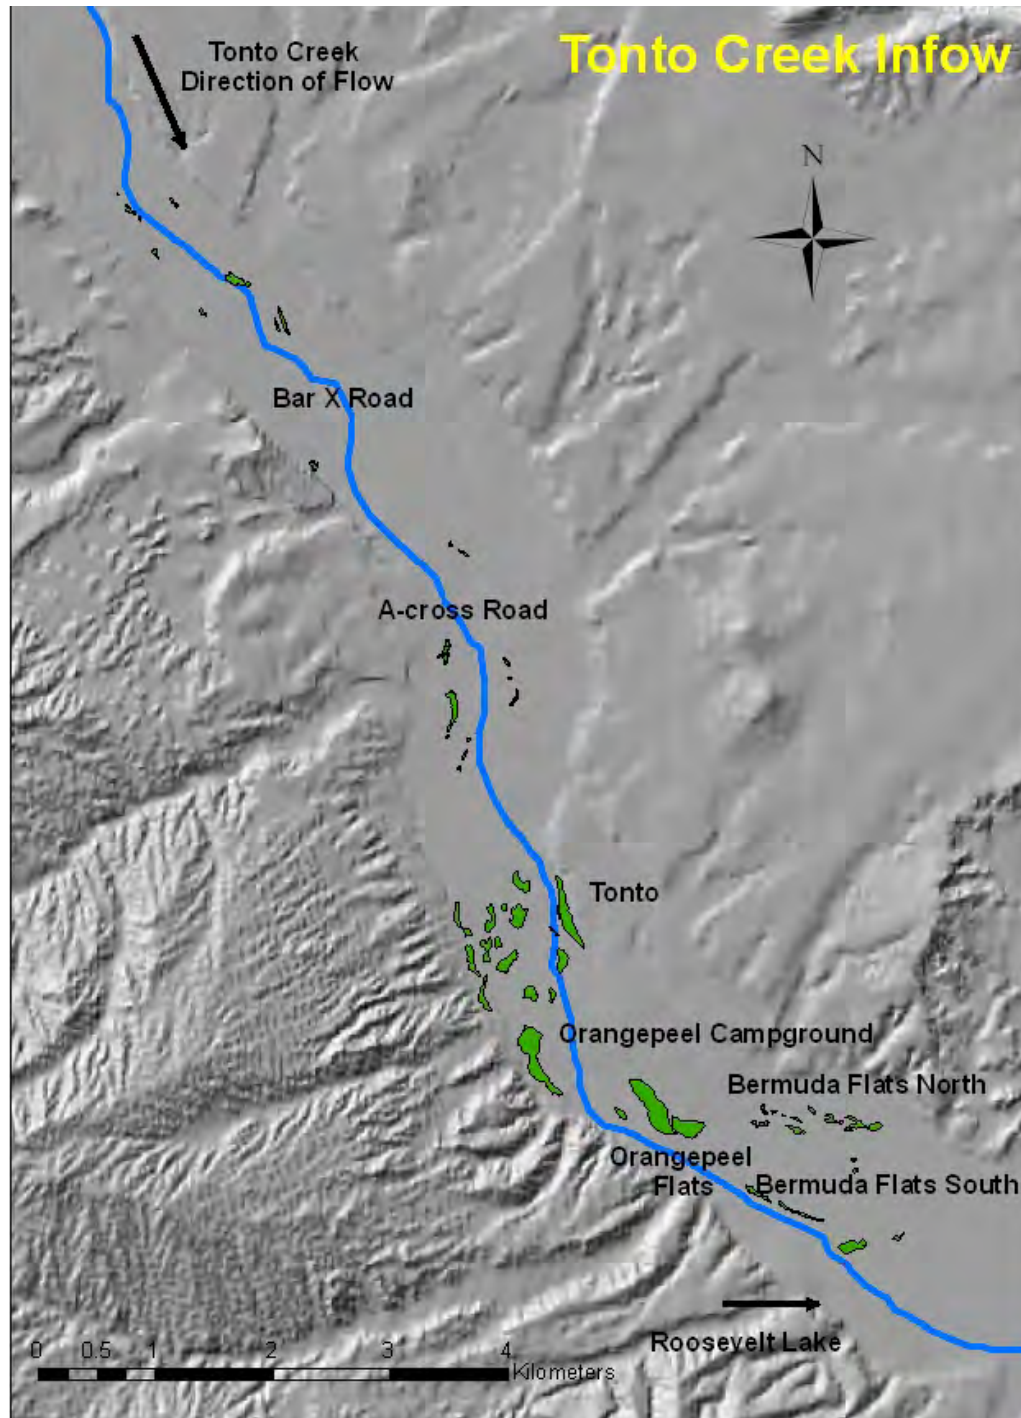 Tonto Creek Infow
Tonto Creek
Direction of Flow
N
Bar X Road
A-cross Road
Tonto
Orangepeel Campground
Bermuda Flats North
Orangepeel
Flats
Bermuda Flats South
Roosevelt Lake
0 0.5 1 2 3 4
Kilometers